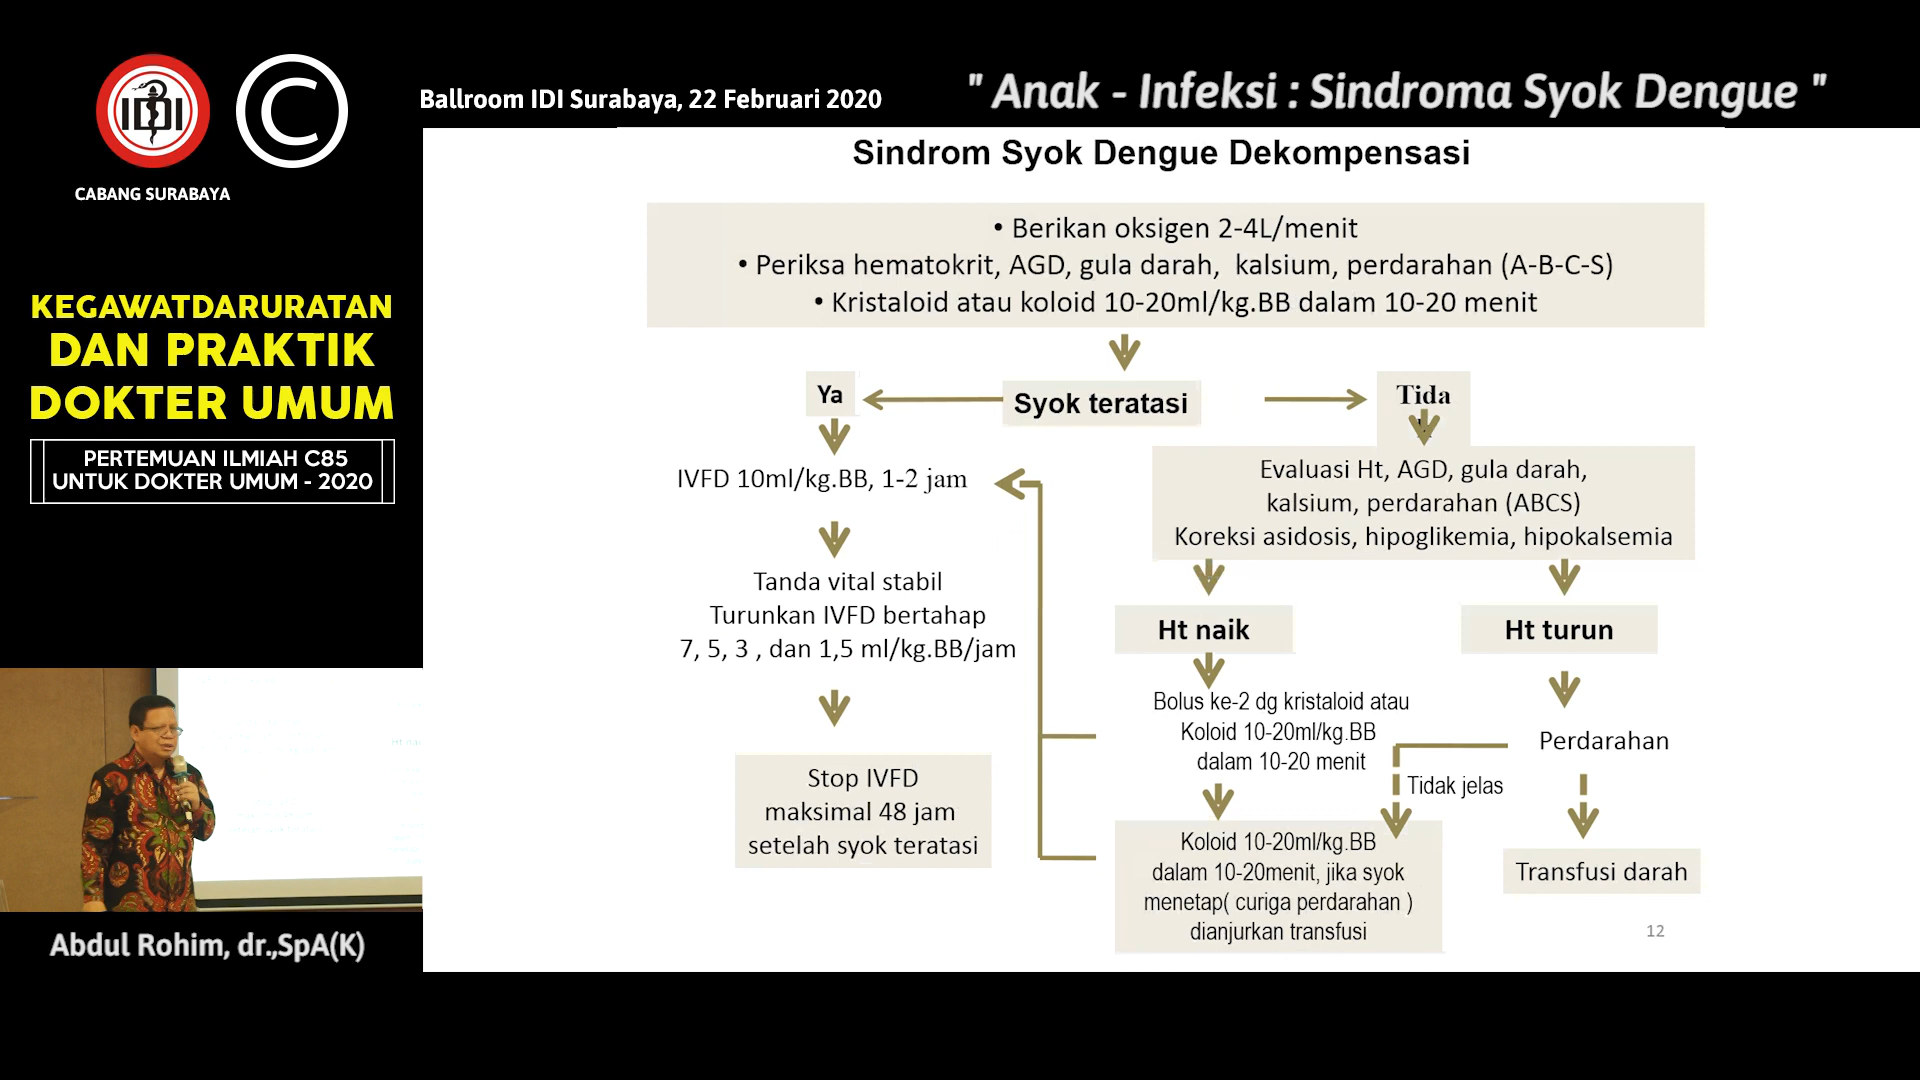 IDI
C
CABANG SURABAYA
Ballroom IDI Surabaya, 22 Februari 2020
" Anak - Infeksi : Sindroma Syok Dengue "
KEGAWATDARURATAN
DAN PRAKTIK
DOKTER UMUM
PERTEMUAN ILMIAH C85
UNTUK DOKTER UMUM - 2020
Abdul Rohim, dr.,SpA(K)
Sindrom Syok Dengue Dekompensasi
• Berikan oksigen 2-4L/menit
• Periksa hematokrit, AGD, gula darah, kalsium, perdarahan (A-B-C-S)
• Kristaloid atau koloid 10-20ml/kg.BB dalam 10-20 menit
Syok teratasi
Ya
IVFD 10ml/kg.BB, 1-2 jam
Tanda vital stabil
Turunkan IVFD bertahap
7, 5, 3 , dan 1,5 ml/kg.BB/jam
Stop IVFD
maksimal 48 jam
setelah syok teratasi
Tida
k
Evaluasi Ht, AGD, gula darah,
kalsium, perdarahan (ABCS)
Koreksi asidosis, hipoglikemia, hipokalsemia
Ht naik
Bolus ke-2 dg kristaloid atau
Koloid 10-20ml/kg.BB
dalam 10-20 menit
Koloid 10-20ml/kg.BB
dalam 10-20menit, jika syok
menetap( curiga perdarahan )
dianjurkan transfusi
Ht turun
Perdarahan
Tidak jelas
Transfusi darah
12